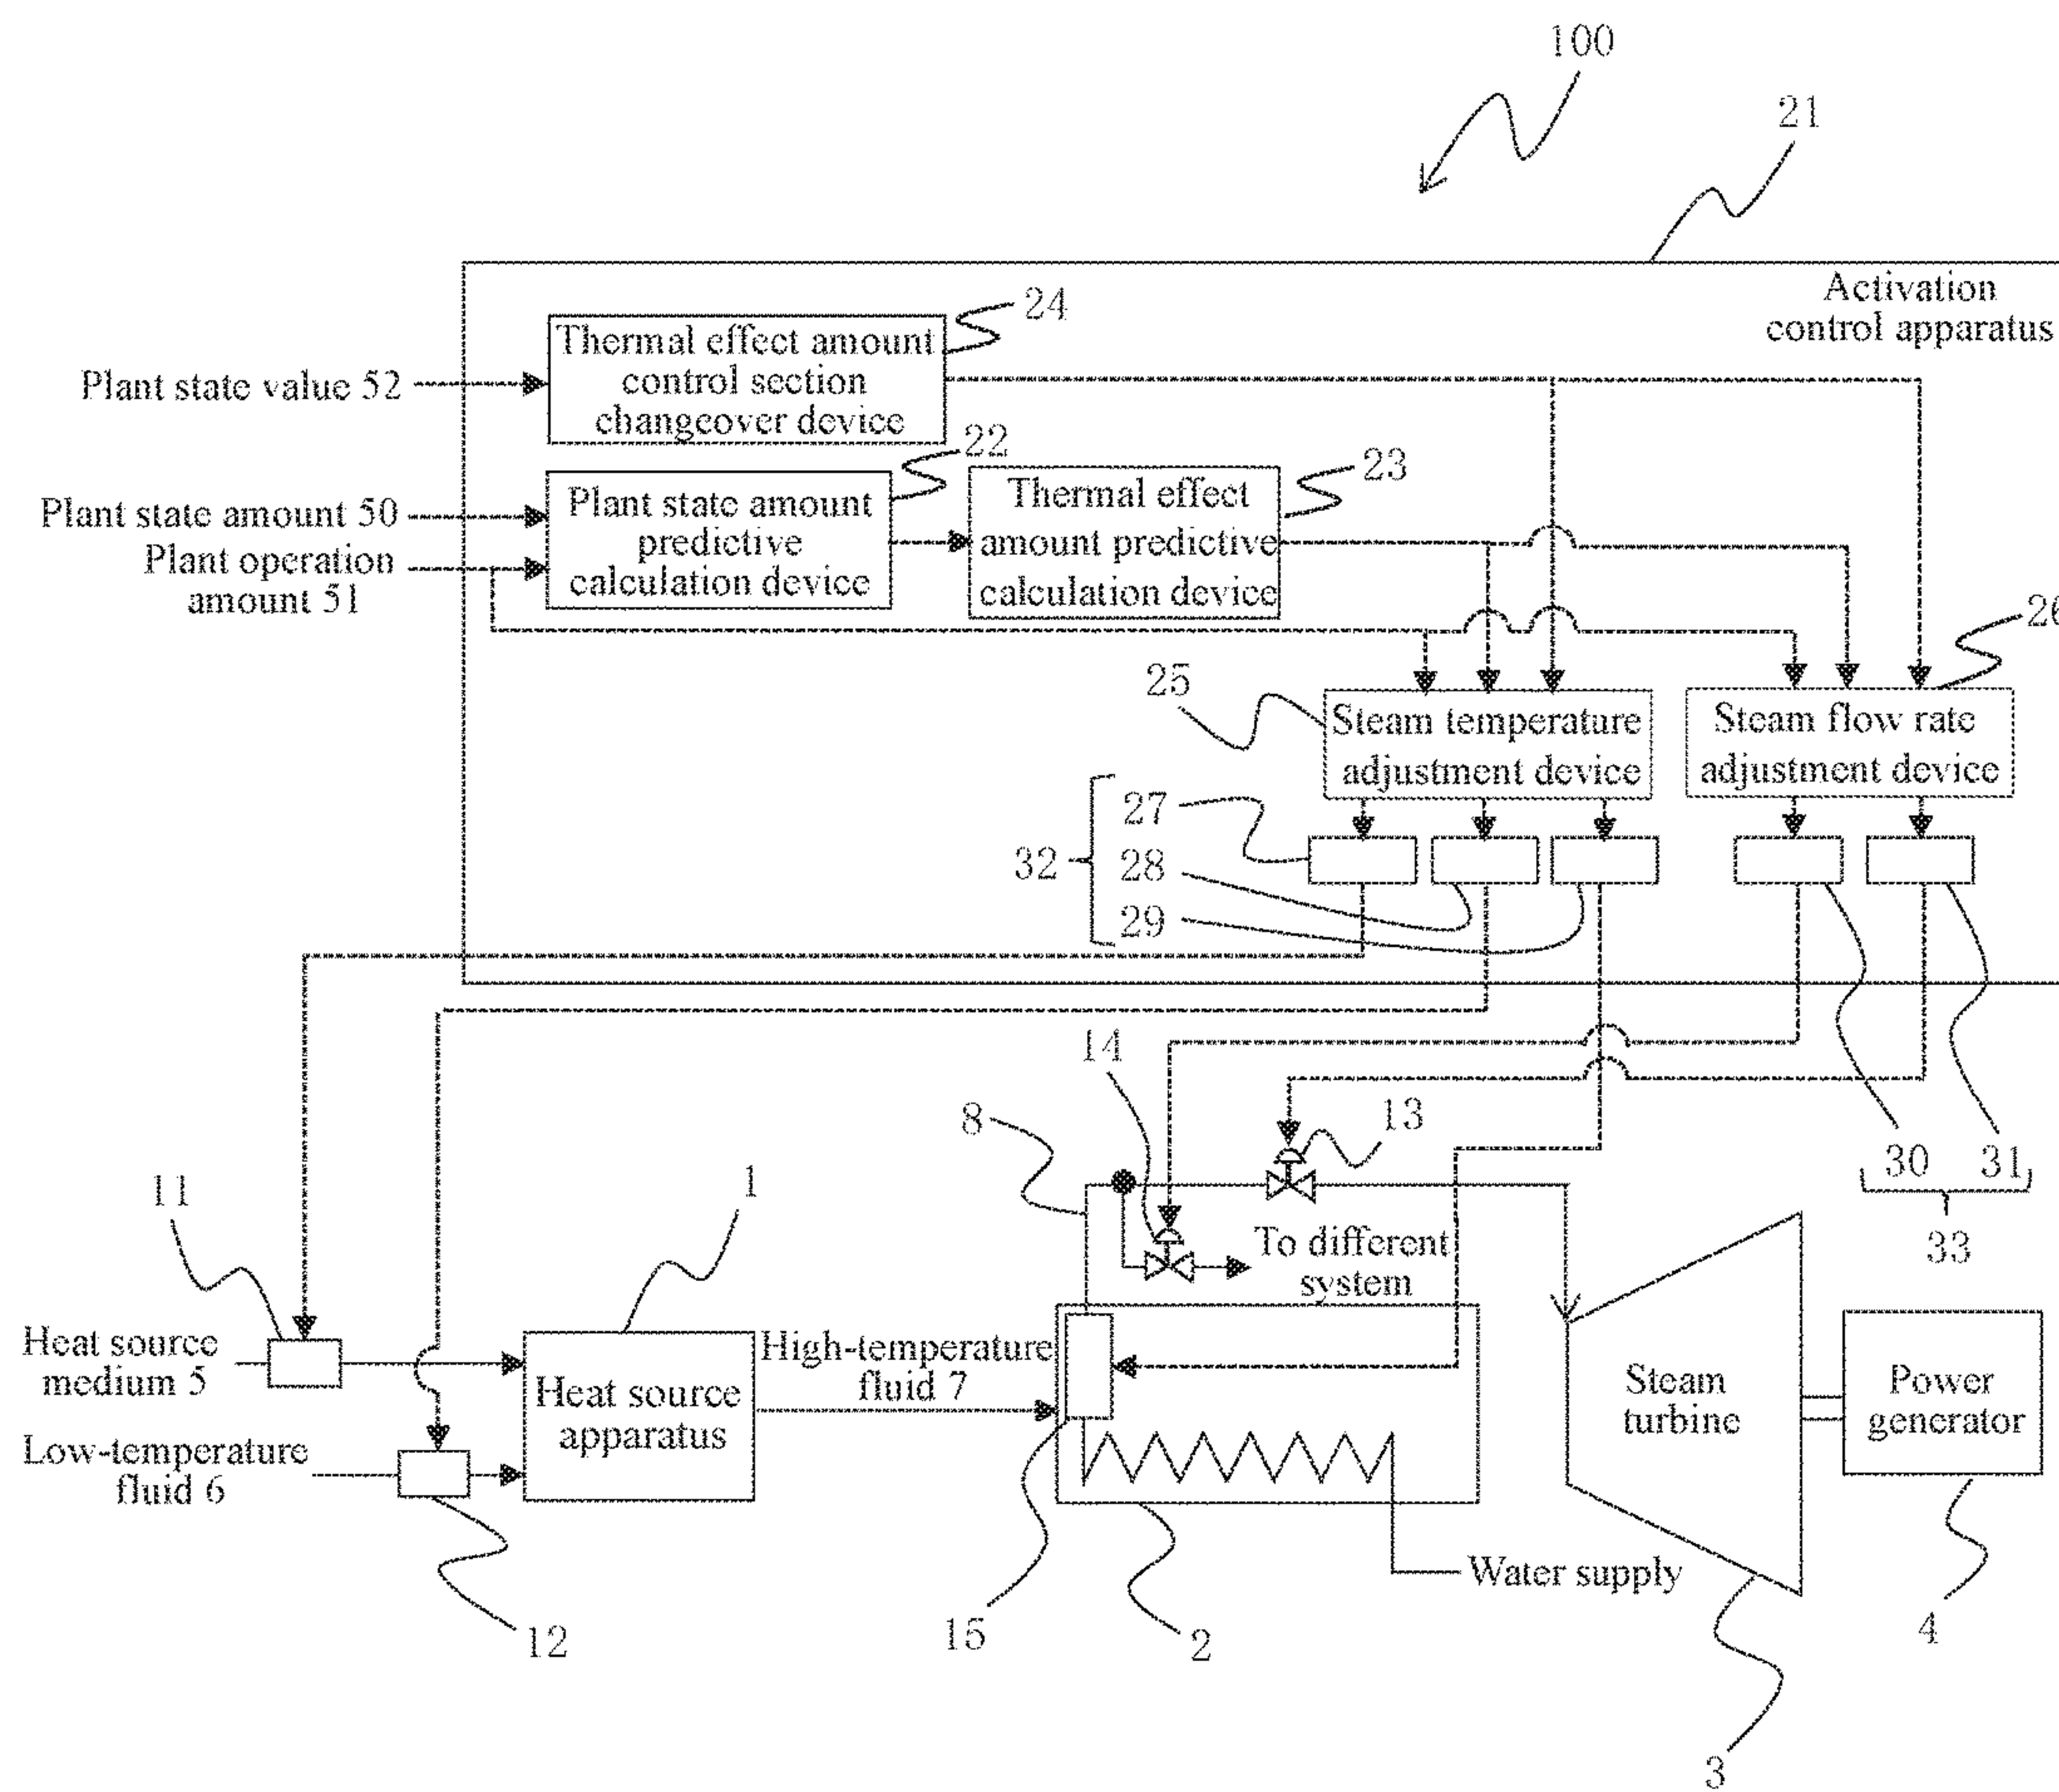 100
21
Activation
control apparatus
24
Thermal effect amount
control section
changeover device
Plant state value 52
22
23
Plant state amount 50
Plant operation
amount 51
Plant state amount
predictive
calculation device
Thermal effect
amount predictive
calculation device
26
25
Steam temperature
adjustment device
Steam flow rate
adjustment device
27
32
28
29
14
8
13
30
31
33
11
1
To different
system
Heat source
medium 5
High-temperature
fluid 7
Heat source
apparatus
Steam
turbine
Power
generator
Low-temperature
fluid 6
Water supply
12
15
2
4
3